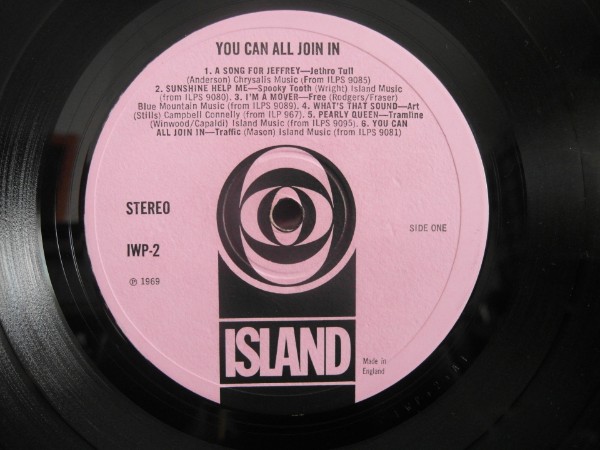 YOU CAN ALL JOIN IN
1. A SONG FOR JEFFREY—Jethro Tull
(Anderson) Chrysalis Music (From ILPS 9085)
2. SUNSHINE HELP ME—Spooky Tooth (Wright) Island Music
(from ILPS 9080). 3. I'M A MOVER—Free (Rodgers/Fraser)
Blue Mountain Music (from ILPS 9089). 4. WHAT'S THAT SOUND—Art
(Stills) Campbell Connelly (from ILP 967). 5. PEARLY QUEEN—Tramline
(Winwood/Capaldi) Island Music (from ILPS 9095). 6. YOU CAN
ALL JOIN IN—Traffic (Mason) Island Music (from ILPS 9081)
STEREO
SIDE ONE
IWP-2
℗ 1969
ISLAND
Made in
England